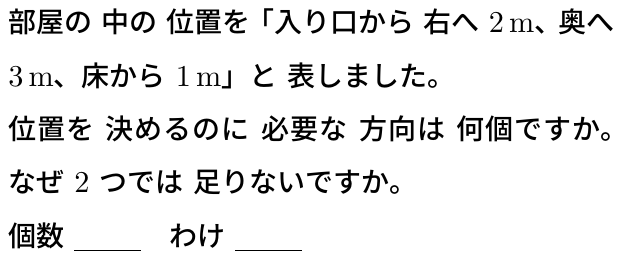 部屋の 中の 位置を「入り口から 右へ 2 m、奥へ
3 m、床から 1 m」と 表しました。
位置を 決めるのに 必要な 方向は 何個ですか。
なぜ 2 つでは 足りないですか。
個数 ____ わけ ____